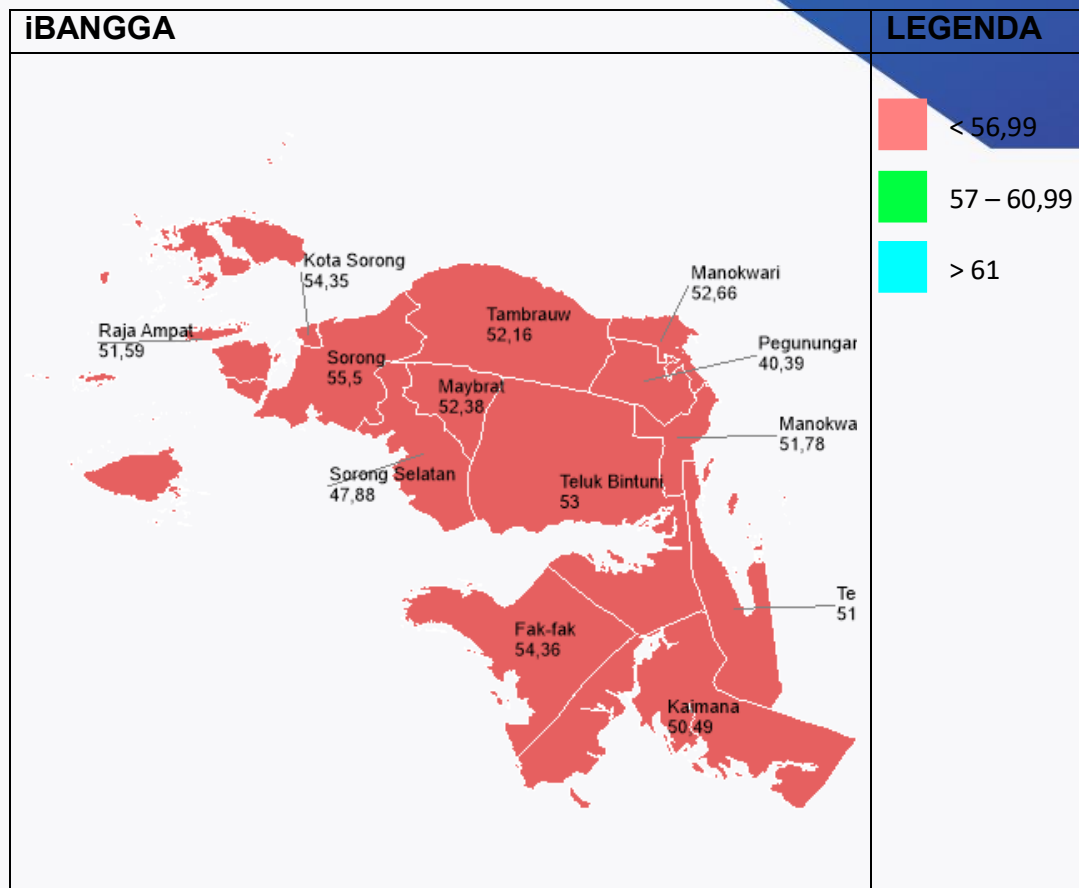 iBANGGA
LEGENDA
< 56,99
57 – 60,99
> 61
Kota Sorong
54,35
Manokwari
52,66
Tambrauw
52,16
Raja Ampat
51,59
Pegunungar
40,39
Sorong
55,5
Maybrat
52,38
Manokwa
51,78
Sorong Selatan
47,88
Teluk Bintuni
53
Te
51
Fak-fak
54,36
Kaimana
50,49